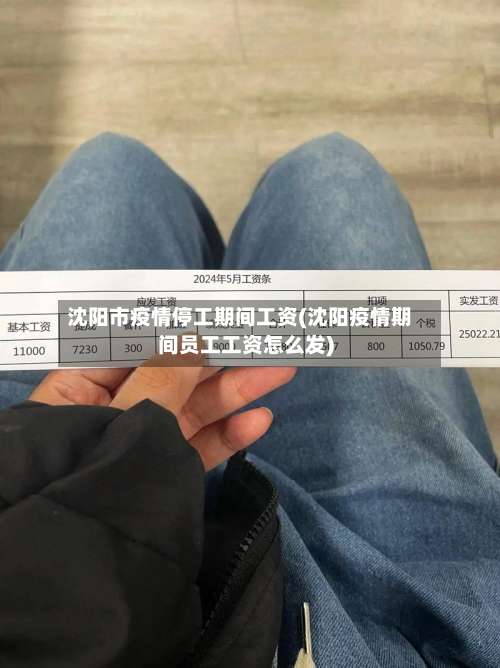 2024年5月工资条
应发工资 扣项 实发工资
基本工资 提成 个税
11000 7230 300 800 1050.79 25022.21
沈阳市疫情停工期间工资(沈阳疫情期
间员工工资怎么发)